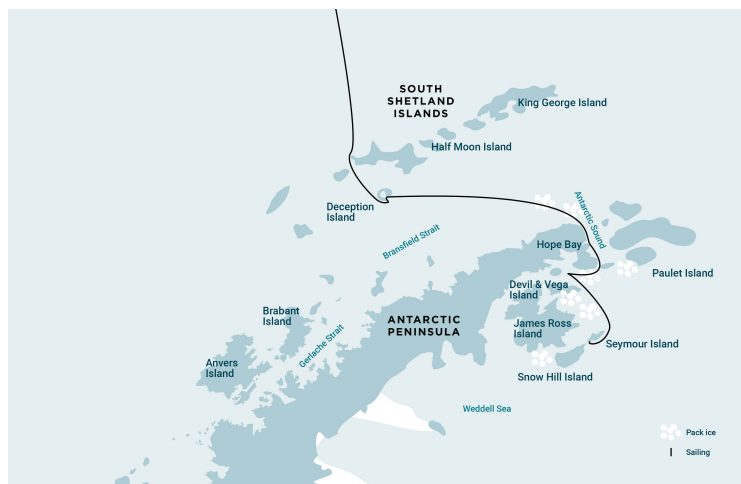 SOUTH
SHETLAND
ISLANDS
King George Island
Half Moon Island
Deception
Island
Antarctic Sound
Bransfield Strait
Hope Bay
Paulet Island
Devil & Vega
Island
Brabant
Island
ANTARCTIC
PENINSULA
James Ross
Island
Gerlache Strait
Seymour Island
Anvers
Island
Snow Hill Island
Weddell Sea
Pack ice
Sailing